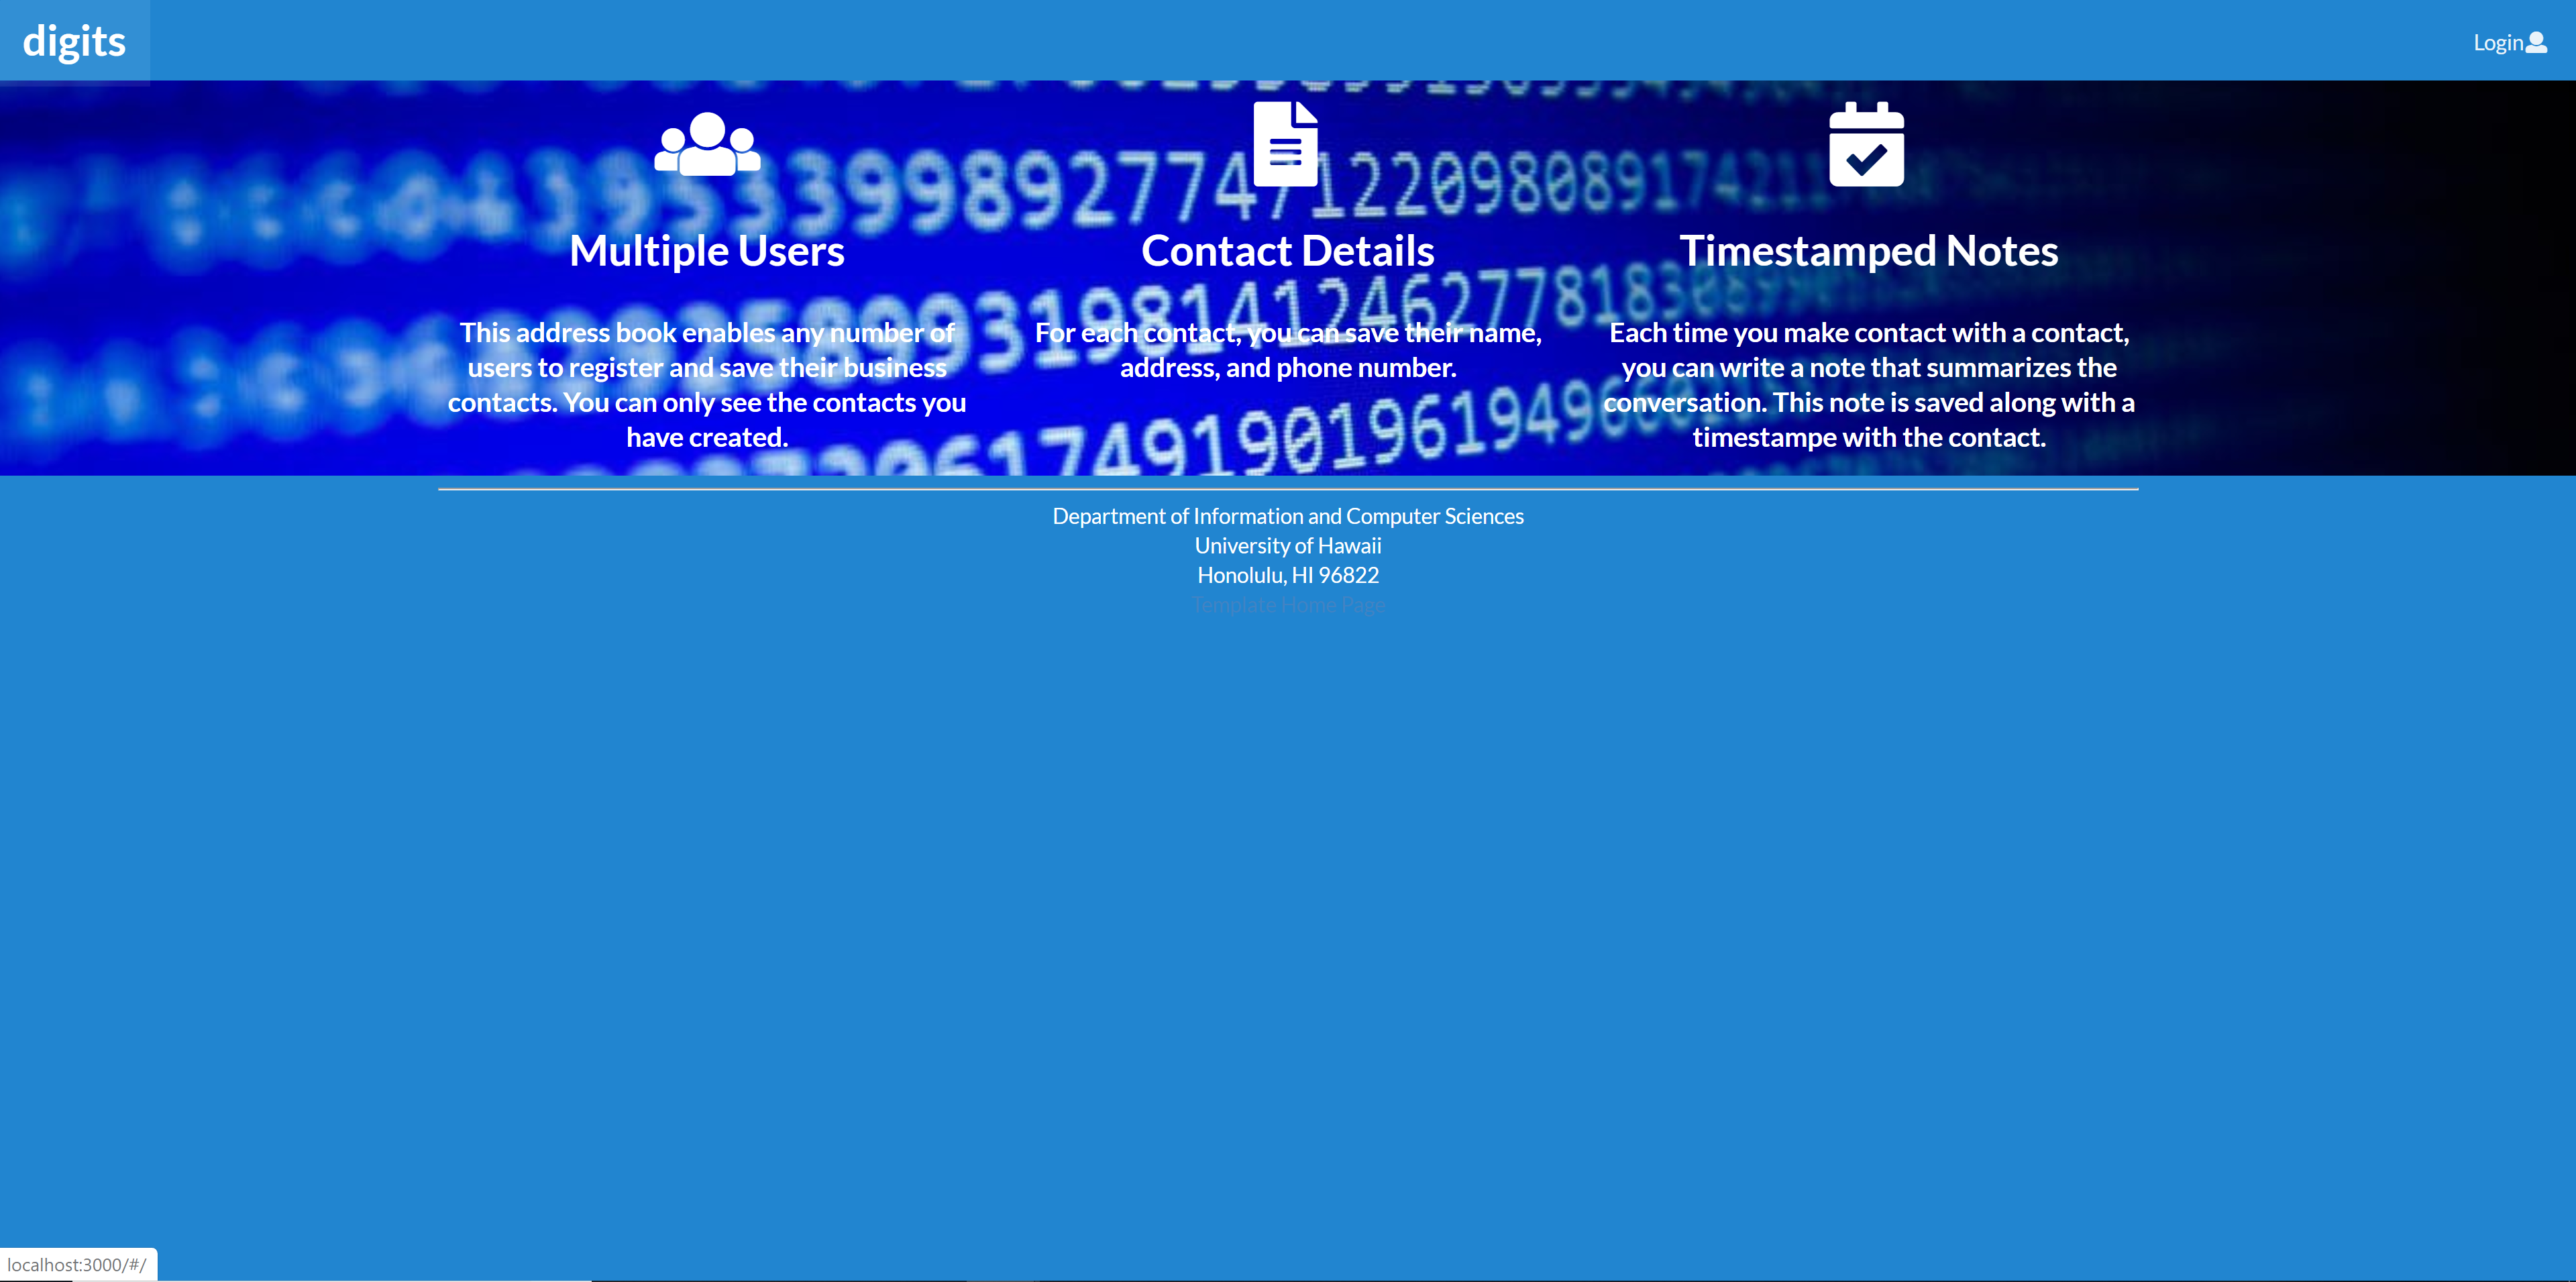 digits
Login
399989277471220980891742
Multiple Users
Contact Details
Timestamped Notes
89931981412462778183
This address book enables any number of
users to register and save their business
contacts. You can only see the contacts you
have created.
For each contact, you can save their name,
address, and phone number.
Each time you make contact with a contact,
you can write a note that summarizes the
conversation. This note is saved along with a
timestampe with the contact.
617491901961949
Department of Information and Computer Sciences
University of Hawaii
Honolulu, HI 96822
Template Home Page
localhost:3000/#/